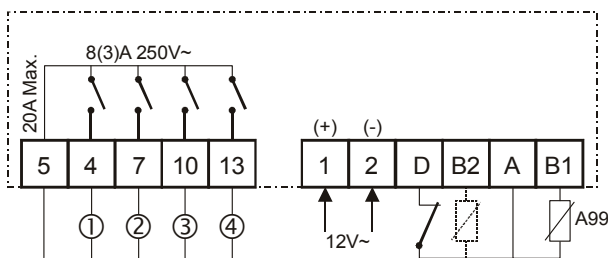 8(3)A 250V~
20A Max.
(+) (-)
5 4 7 10 13 1 2 D B2 A B1
① ② ③ ④ 12V~ A99